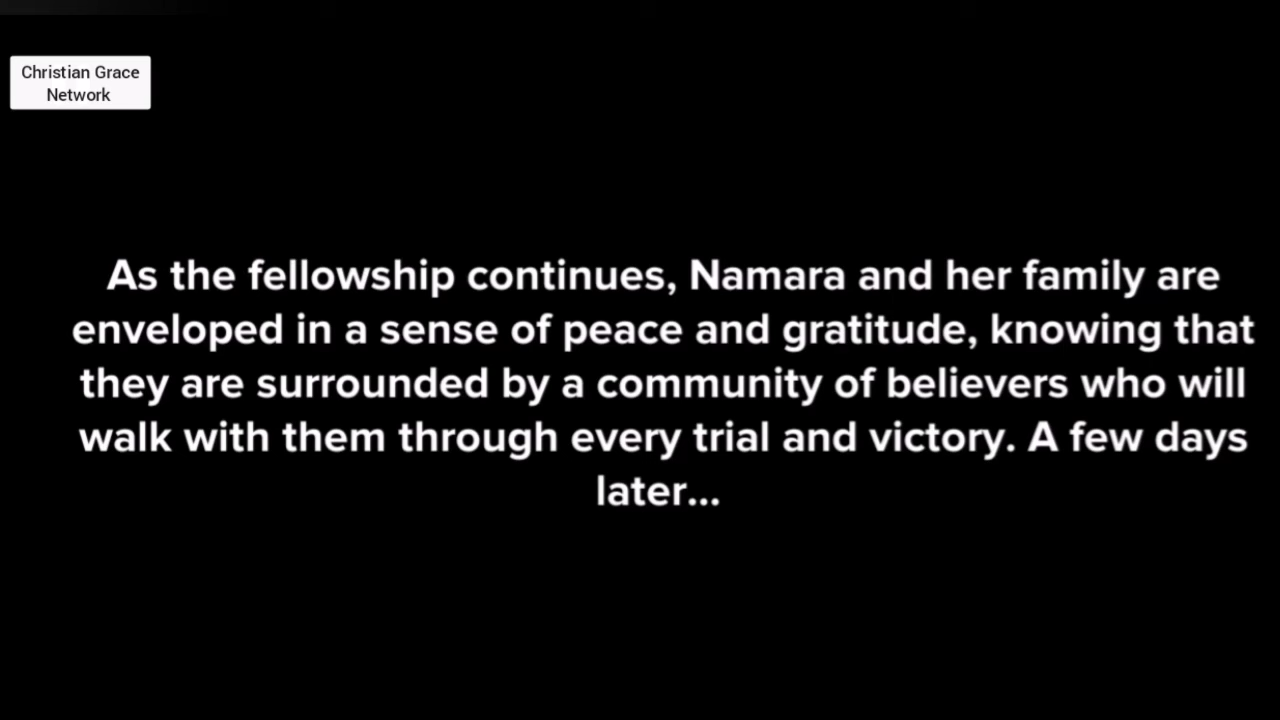 Christian Grace
Network
As the fellowship continues, Namara and her family are
enveloped in a sense of peace and gratitude, knowing that
they are surrounded by a community of believers who will
walk with them through every trial and victory. A few days
later...